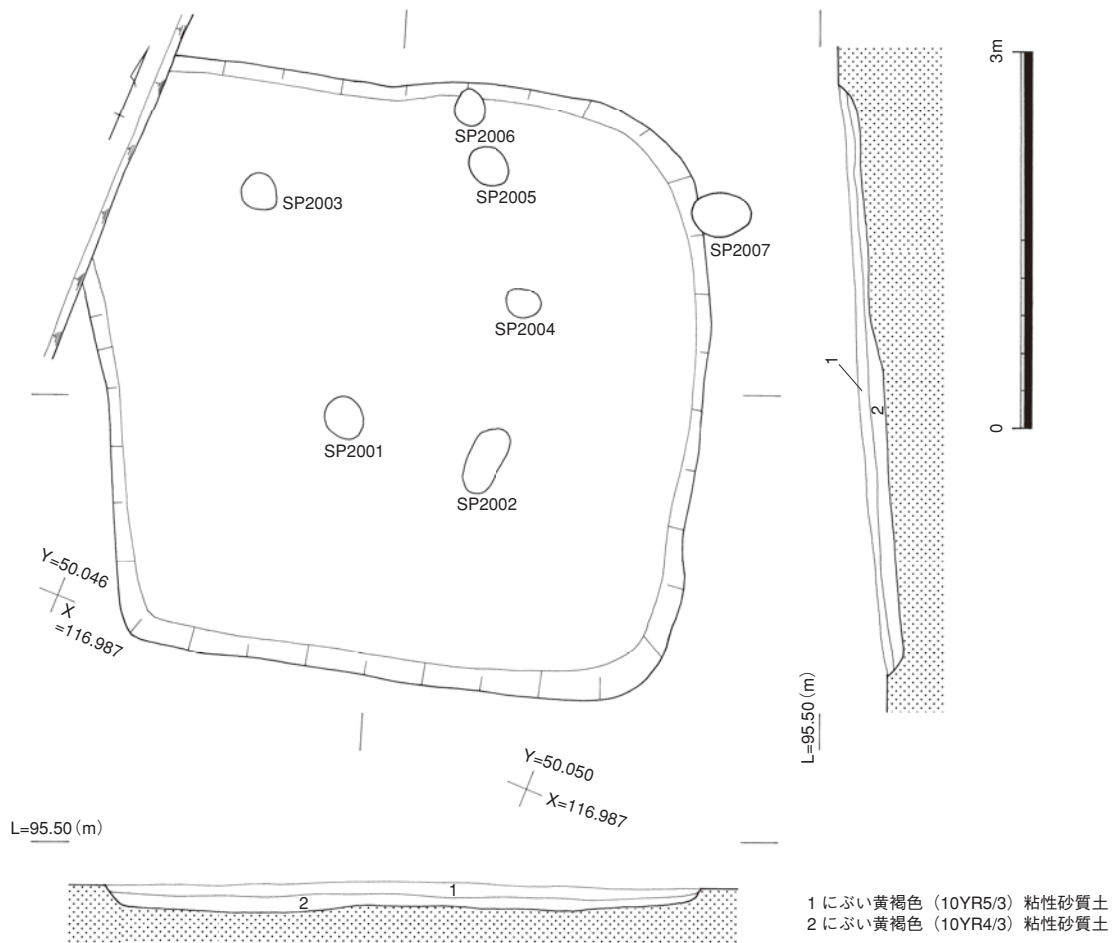 3m
SP2006
SP2003
SP2005
SP2007
SP2004
1
2
0
SP2001
SP2002
Y=50.046
X
=116.987
L=95.50(m)
Y=50.050
X=116.987
L=95.50(m)
1
2
1 にぶい黄褐色（10YR5/3）粘性砂質土
2 にぶい黄褐色（10YR4/3）粘性砂質土